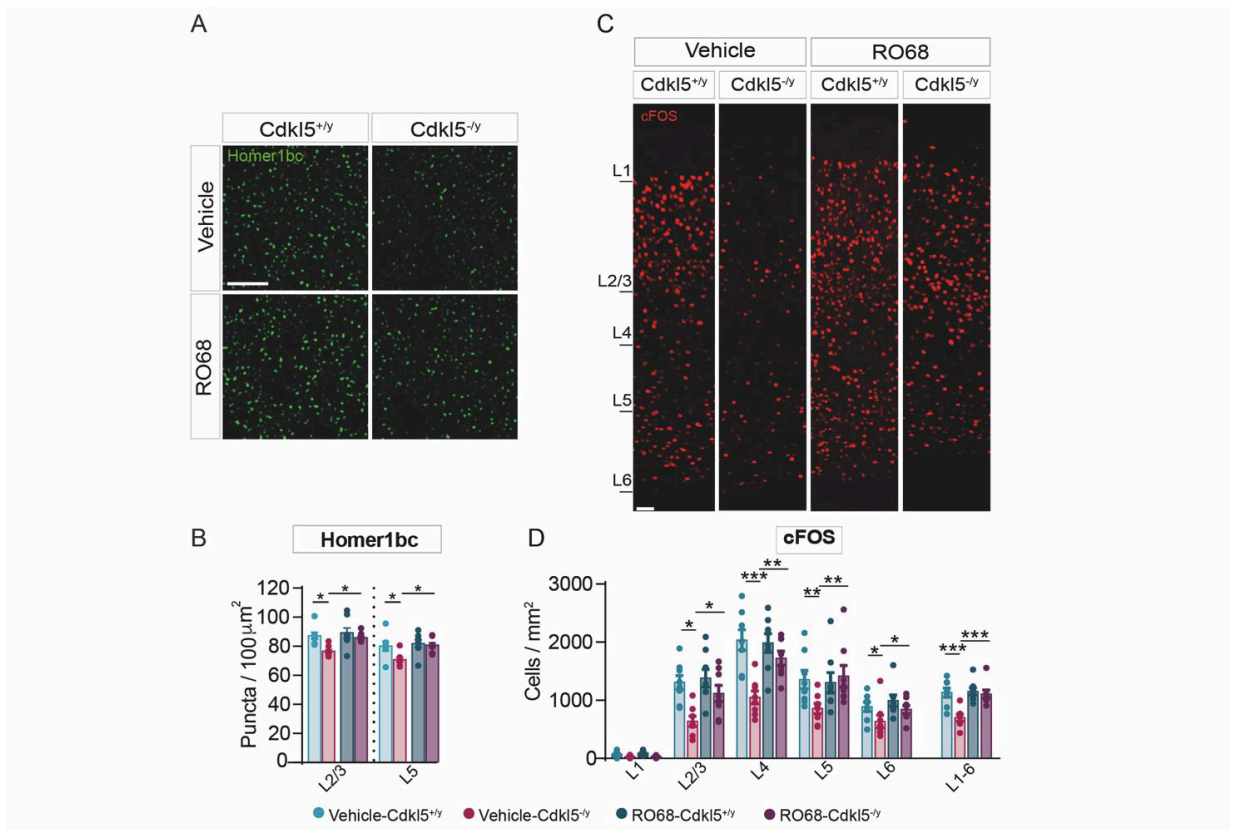 A
Cdkl5+/y Cdkl5-/y
Homer1bc
Vehicle
RO68
C
Vehicle RO68
Cdkl5+/y Cdkl5-/y Cdkl5+/y Cdkl5-/y
cFOS
L1
L2/3
L4
L5
L6
B
Homer1bc
Puncta / 100µm2
120
100
80
60
40
20
0
* * * *
L2/3 L5
D
cFOS
Cells / mm2
3000
2000
1000
0
* * *** ** ** ** * * *** ***
L1 L2/3 L4 L5 L6 L1-6
Vehicle-Cdkl5+/y Vehicle-Cdkl5-/y RO68-Cdkl5+/y RO68-Cdkl5-/y